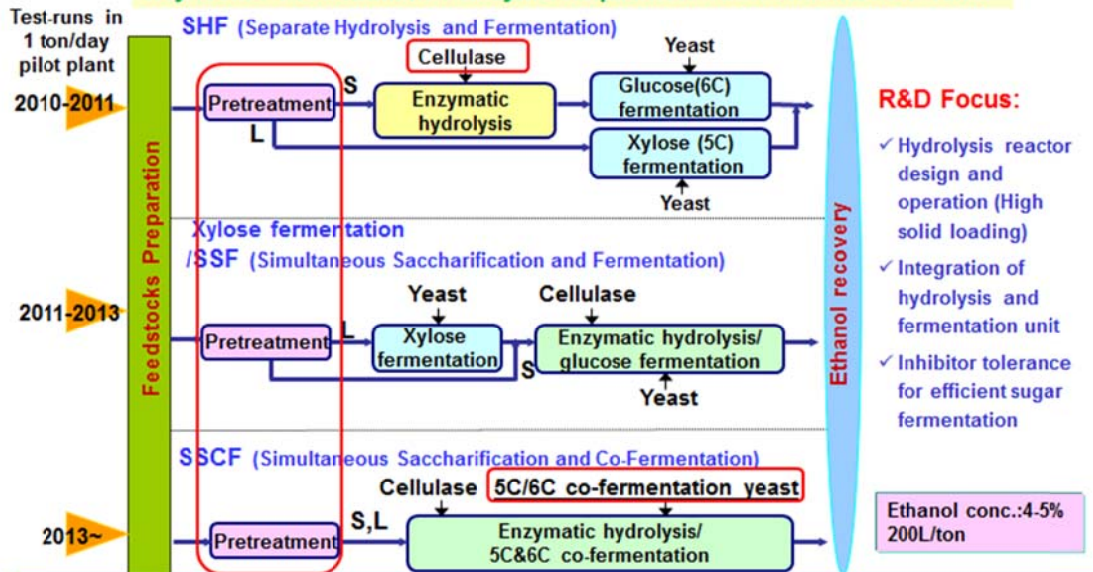 Test-runs in
1 ton/day
pilot plant
2010-2011
2011-2013
2013~
Feedstocks Preparation
SHF (Separate Hydrolysis and Fermentation)
Cellulase
Yeast
Pretreatment
S
L
Enzymatic
hydrolysis
Glucose(6C)
fermentation
Xylose (5C)
fermentation
Yeast
Xylose fermentation
/SSF (Simultaneous Saccharification and Fermentation)
Yeast
Cellulase
Pretreatment
L
Xylose
fermentation
S
Enzymatic hydrolysis/
glucose fermentation
Yeast
SSCF (Simultaneous Saccharification and Co-Fermentation)
Cellulase
5C/6C co-fermentation yeast
Pretreatment
S,L
Enzymatic hydrolysis/
5C&6C co-fermentation
Ethanol recovery
R&D Focus:
✓ Hydrolysis reactor
design and
operation (High
solid loading)
✓ Integration of
hydrolysis and
fermentation unit
✓ Inhibitor tolerance
for efficient sugar
fermentation
Ethanol conc.:4-5%
200L/ton